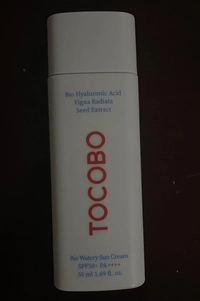 Bio Hyaluronic Acid
Vigna Radiata
Seed Extract
TOCOBO
Bio Watery Sun Cream
SPF50+ PA++++
50 ml 1.69 fl. oz.